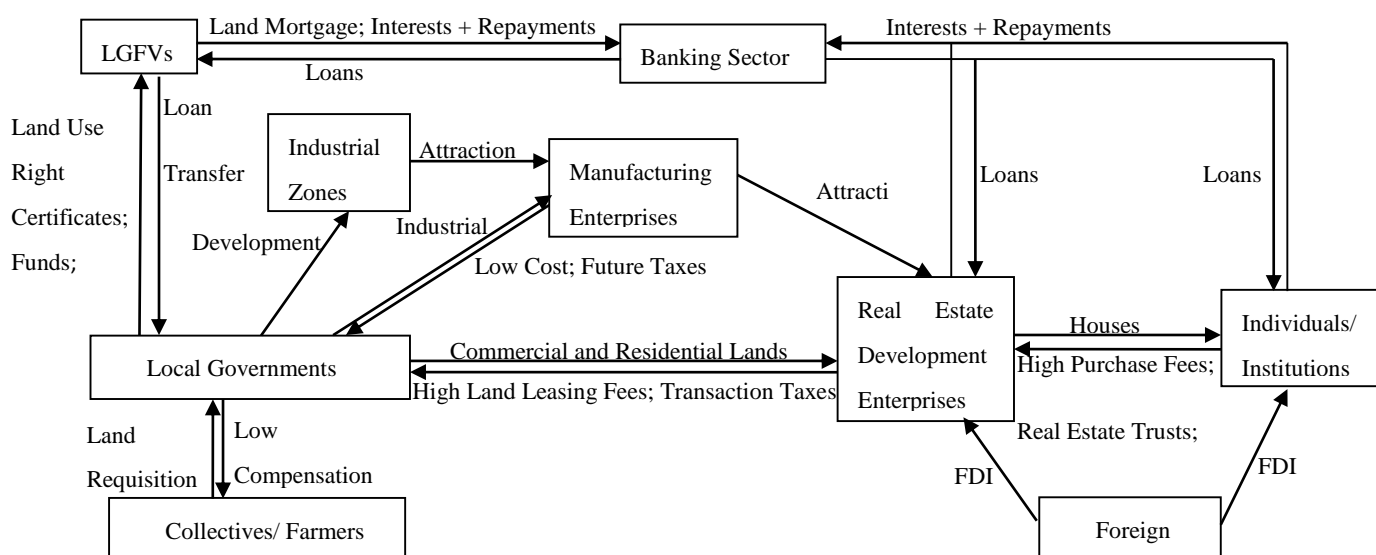 Land Mortgage; Interests + Repayments
Interests + Repayments
LGFVs
Banking Sector
Loans
Loan
Transfer
Land Use
Right
Certificates;
Funds;
Industrial
Zones
Attraction
Manufacturing
Enterprises
Attracti
Loans
Loans
Development
Industrial
Low Cost; Future Taxes
Local Governments
Commercial and Residential Lands
High Land Leasing Fees; Transaction Taxes
Real Estate
Development
Enterprises
Houses
High Purchase Fees;
Individuals/
Institutions
Real Estate Trusts;
Land
Requisition
Low
Compensation
FDI
FDI
Collectives/ Farmers
Foreign